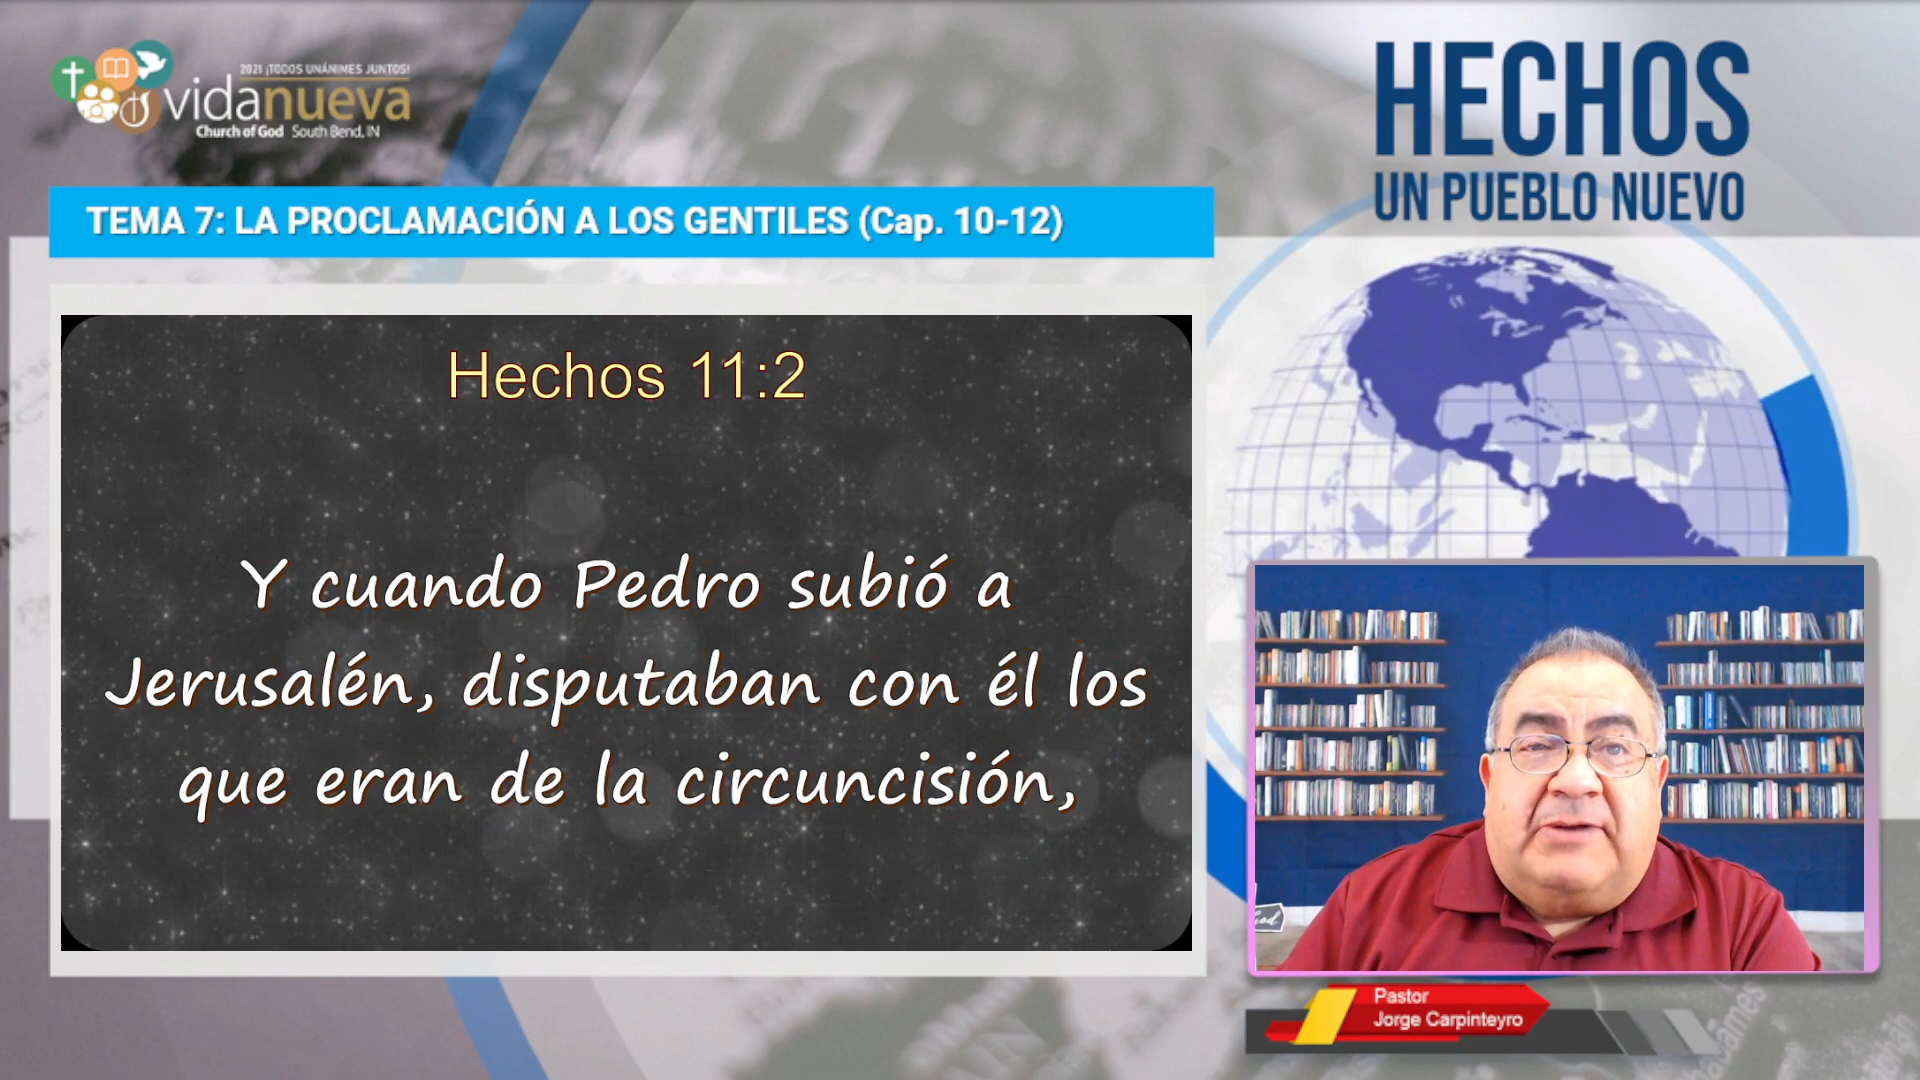 2021 ¡TODOS UNÁNIMES JUNTOS!
vidanueva
Church of God South Bend, IN
HECHOS
UN PUEBLO NUEVO
TEMA 7: LA PROCLAMACIÓN A LOS GENTILES (Cap. 10-12)
Hechos 11:2
Y cuando Pedro subió a
Jerusalén, disputaban con él los
que eran de la circuncisión,
Pastor
Jorge Carpinteyro